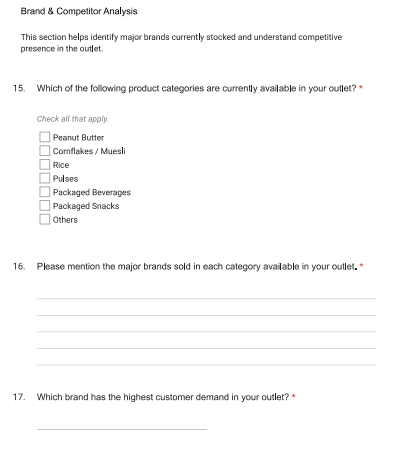 Brand & Competitor Analysis
This section helps identify major brands currently stocked and understand competitive
presence in the outlet.
15. Which of the following product categories are currently available in your outlet? *
Check all that apply.
Peanut Butter
Cornflakes / Muesli
Rice
Pulses
Packaged Beverages
Packaged Snacks
Others
16. Please mention the major brands sold in each category available in your outlet. *
17. Which brand has the highest customer demand in your outlet? *